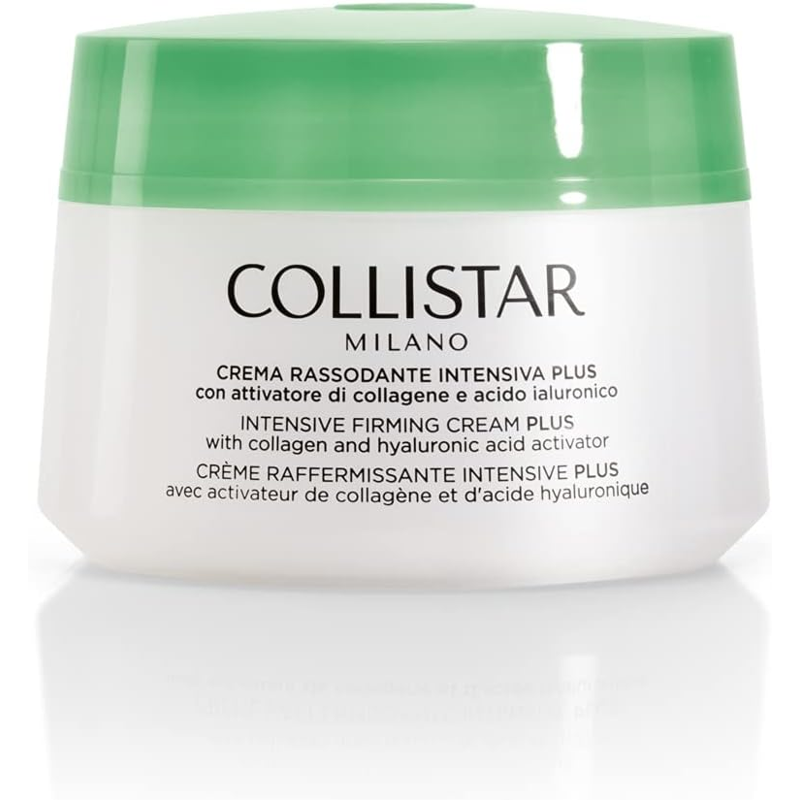 COLLISTAR
MILANO
CREMA RASSODANTE INTENSIVA PLUS
con attivatore di collagene e acido ialuronico
INTENSIVE FIRMING CREAM PLUS
with collagen and hyaluronic acid activator
CRÈME RAFFERMISSANTE INTENSIVE PLUS
avec activateur de collagène et d'acide hyaluronique